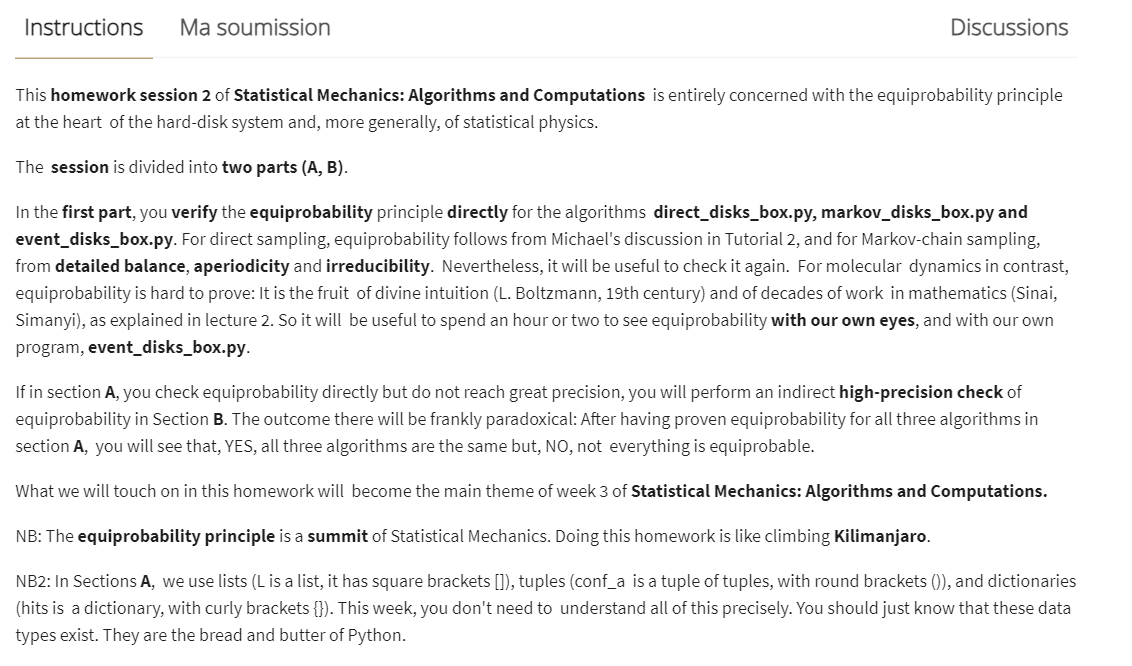 Instructions Ma soumission Discussions
This homework session 2 of Statistical Mechanics: Algorithms and Computations is entirely concerned with the equiprobability principle
at the heart of the hard-disk system and, more generally, of statistical physics.
The session is divided into two parts (A, B).
In the first part, you verify the equiprobability principle directly for the algorithms direct_disks_box.py, markov_disks_box.py and
event_disks_box.py. For direct sampling, equiprobability follows from Michael's discussion in Tutorial 2, and for Markov-chain sampling,
from detailed balance, aperiodicity and irreducibility. Nevertheless, it will be useful to check it again. For molecular dynamics in contrast,
equiprobability is hard to prove: It is the fruit of divine intuition (L. Boltzmann, 19th century) and of decades of work in mathematics (Sinai,
Simanyi), as explained in lecture 2. So it will be useful to spend an hour or two to see equiprobability with our own eyes, and with our own
program, event_disks_box.py.
If in section A, you check equiprobability directly but do not reach great precision, you will perform an indirect high-precision check of
equiprobability in Section B. The outcome there will be frankly paradoxical: After having proven equiprobability for all three algorithms in
section A, you will see that, YES, all three algorithms are the same but, NO, not everything is equiprobable.
What we will touch on in this homework will become the main theme of week 3 of Statistical Mechanics: Algorithms and Computations.
NB: The equiprobability principle is a summit of Statistical Mechanics. Doing this homework is like climbing Kilimanjaro.
NB2: In Sections A, we use lists (L is a list, it has square brackets []), tuples (conf_a is a tuple of tuples, with round brackets ()), and dictionaries
(hits is a dictionary, with curly brackets {}). This week, you don't need to understand all of this precisely. You should just know that these data
types exist. They are the bread and butter of Python.